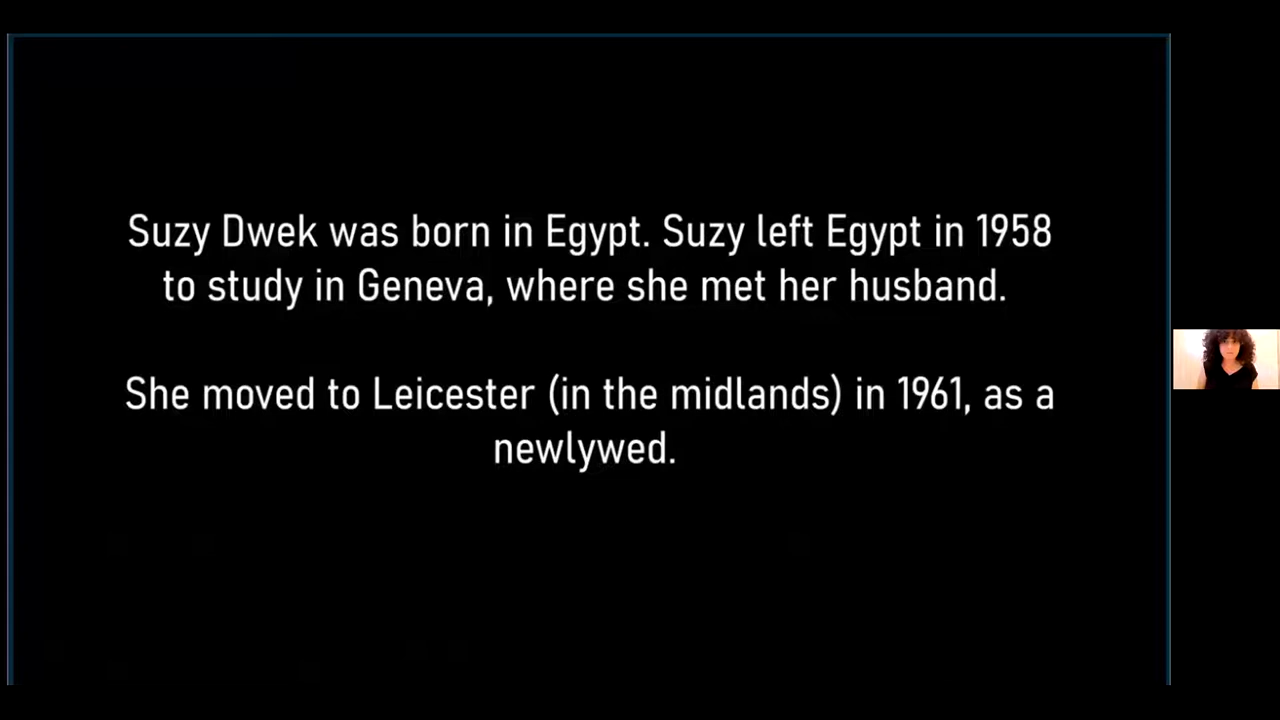 Suzy Dwek was born in Egypt. Suzy left Egypt in 1958
to study in Geneva, where she met her husband.
She moved to Leicester (in the midlands) in 1961, as a
newlywed.